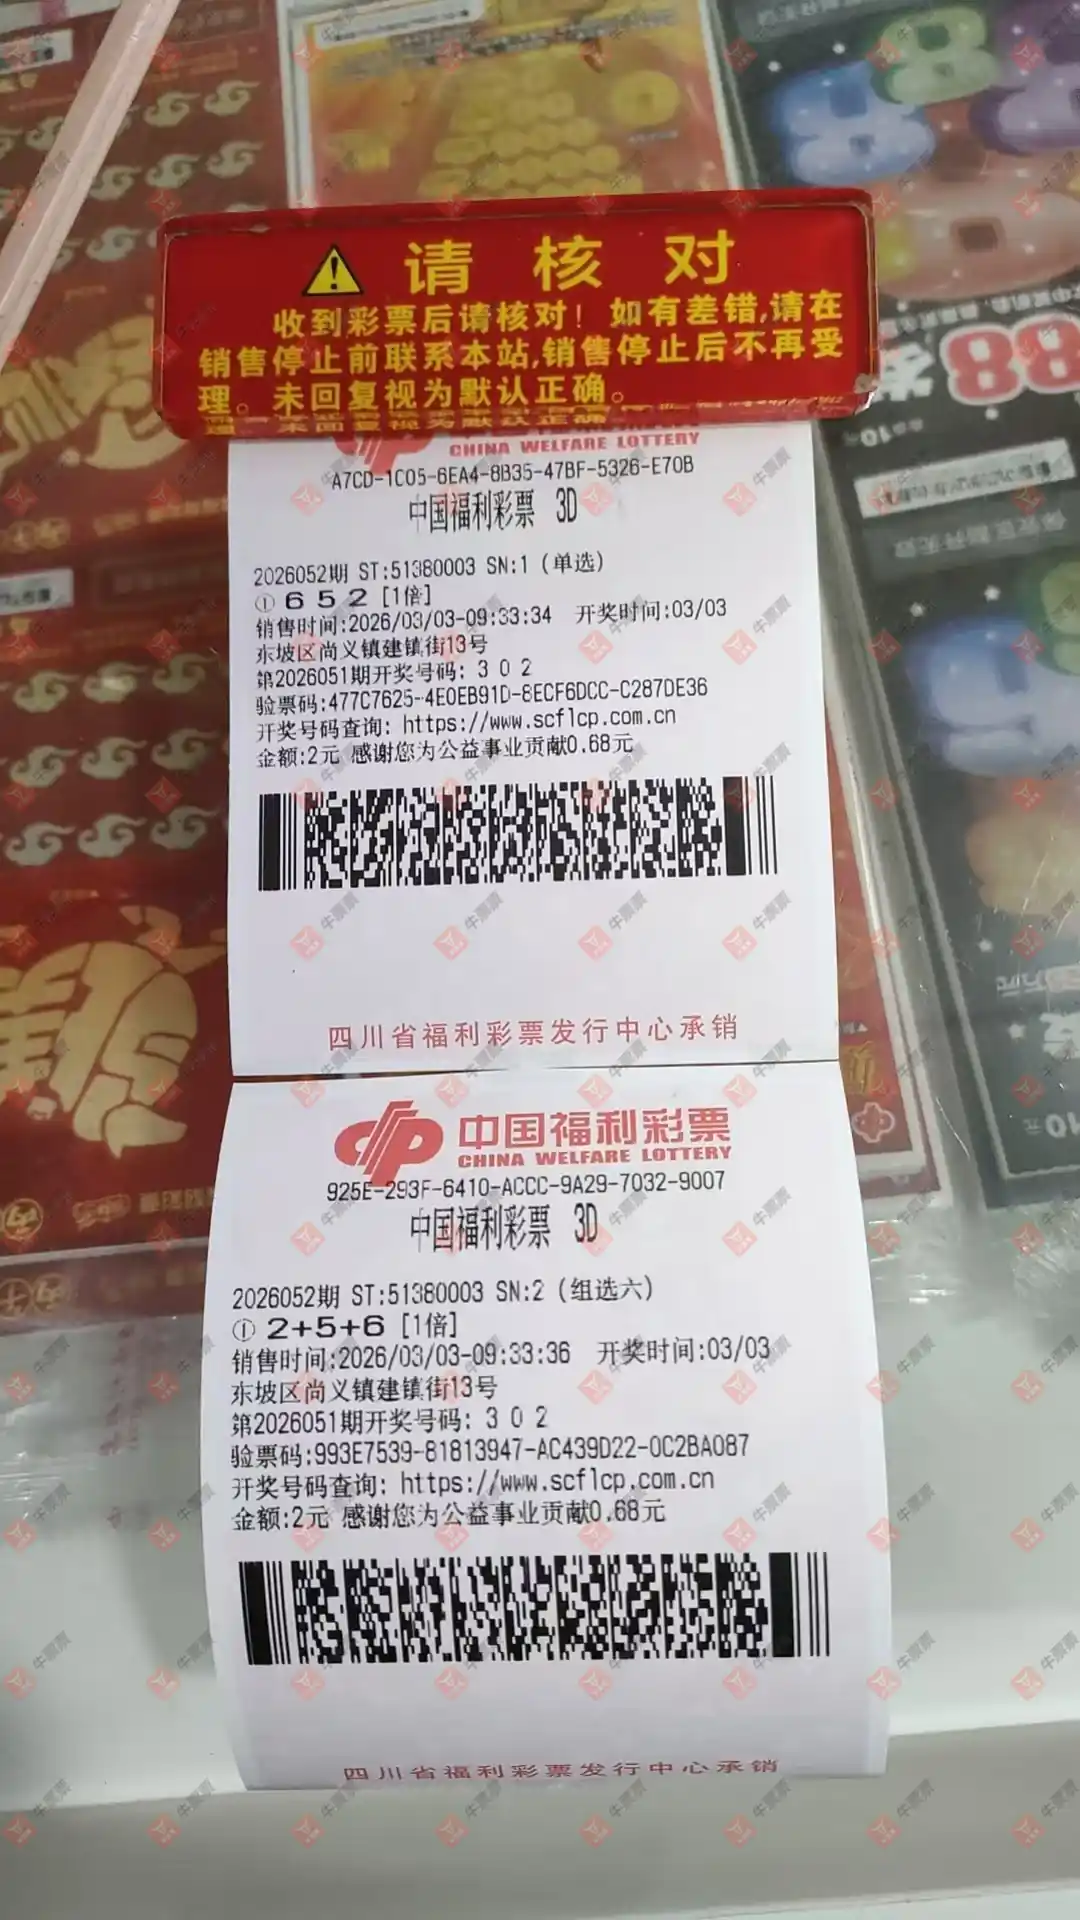 请核对
收到彩票后请核对！如有差错,请在
销售停止前联系本站,销售停止后不再受
理。未回复视为默认正确。
CHINA WELFARE LOTTERY
A7CD-1C05-6EA4-8B35-47BF-5326-E70B
中国福利彩票 3D
2026052期 ST:51380003 SN:1 (单选)
① 6 5 2 [1倍]
销售时间:2026/03/03-09:33:34 开奖时间:03/03
东坡区尚义镇建镇街13号
第2026051期开奖号码: 3 0 2
验票码:477C7625-4E0EB91D-8ECF6DCC-C287DE36
开奖号码查询: https://www.scflcp.com.cn
金额:2元 感谢您为公益事业贡献0.68元
四川省福利彩票发行中心承销
中国福利彩票
CHINA WELFARE LOTTERY
925E-293F-6410-ACCC-9A29-7032-9007
中国福利彩票 3D
2026052期 ST:51380003 SN:2 (组选六)
① 2+5+6 [1倍]
销售时间:2026/03/03-09:33:36 开奖时间:03/03
东坡区尚义镇建镇街13号
第2026051期开奖号码: 3 0 2
验票码:993E7539-81813947-AC439D22-0C2BA087
开奖号码查询: https://www.scflcp.com.cn
金额:2元 感谢您为公益事业贡献0.68元
四川省福利彩票发行中心承销
88
10元
牛票票